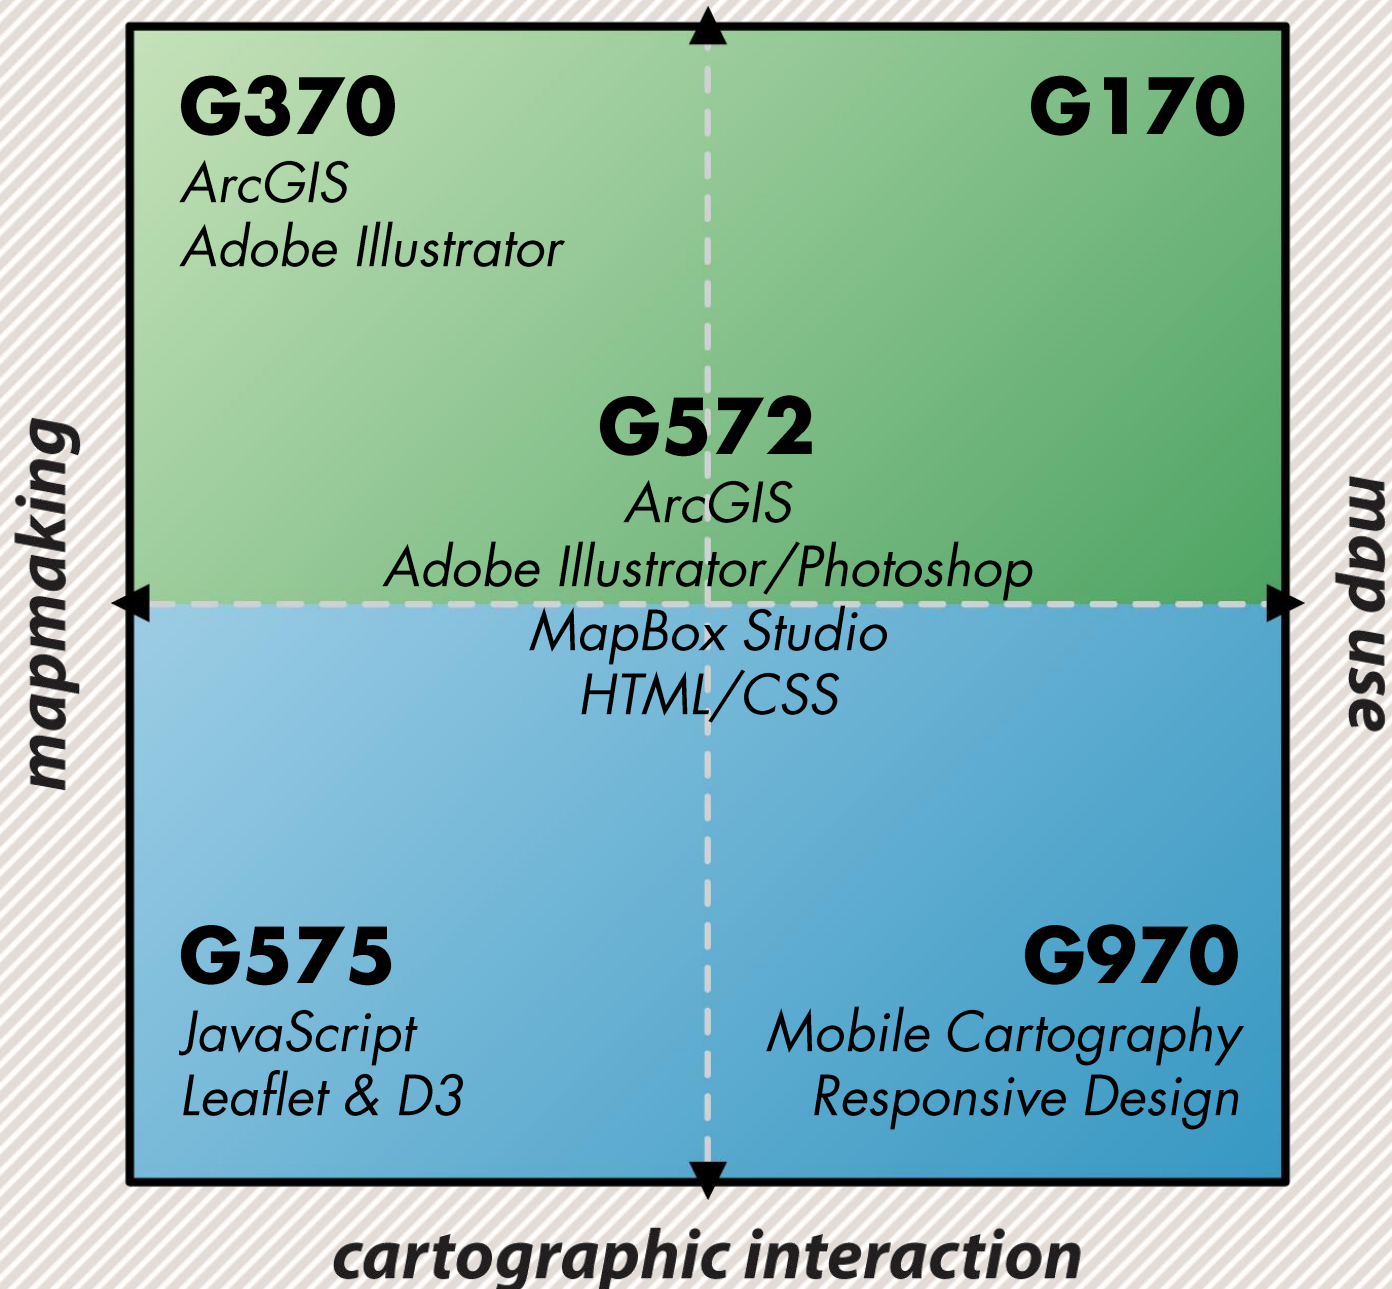 G370
ArcGIS
Adobe Illustrator
G170
mapmaking
G572
ArcGIS
Adobe Illustrator/Photoshop
MapBox Studio
HTML/CSS
map use
G575
JavaScript
Leaflet & D3
G970
Mobile Cartography
Responsive Design
cartographic interaction